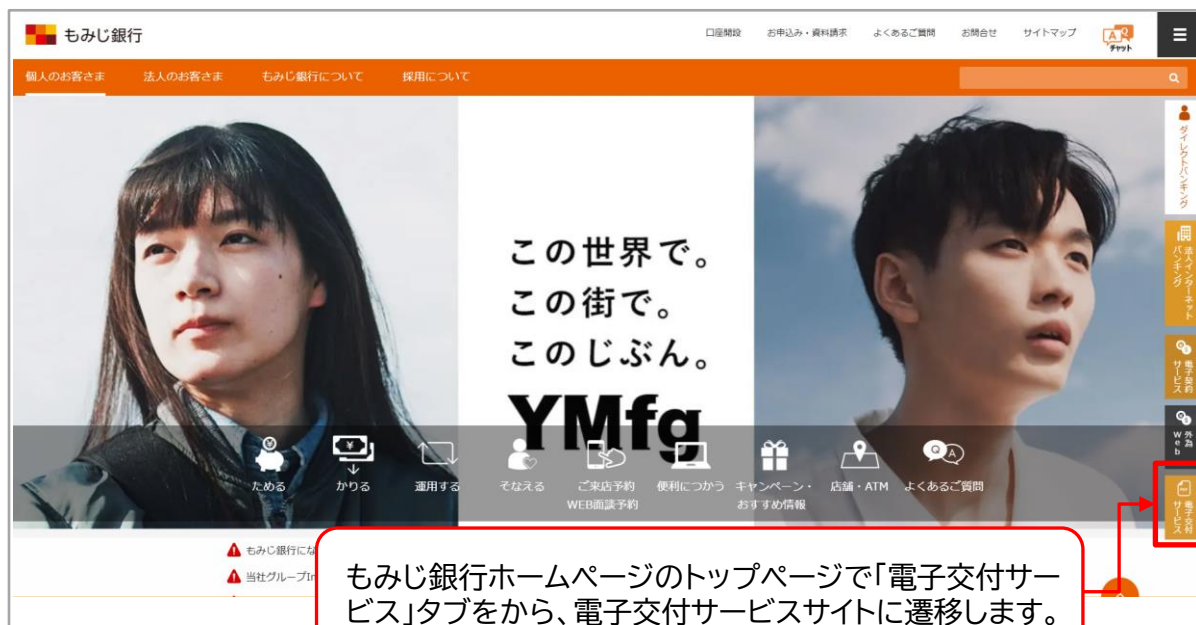 もみじ銀行
口座開設 お申込み・資料請求 よくあるご質問 お問合せ サイトマップ
A Q
チャット
個人のお客さま 法人のお客さま もみじ銀行について 採用について
この世界で。
この街で。
このじぶん。
YMfg
ためる かりる 運用する そなえる ご来店予約 便利につかう キャンペーン・ 店舗・ATM よくあるご質問
WEB面談予約 おすすめ情報
Q A
ダイレクトバンキング
法人インターネット
バンキング
電子契約
サービス
外為
Web
電子交付
サービス
もみじ銀行にな
当社グループIn
もみじ銀行ホームページのトップページで「電子交付サー
ビス」タブをから、電子交付サービスサイトに遷移します。